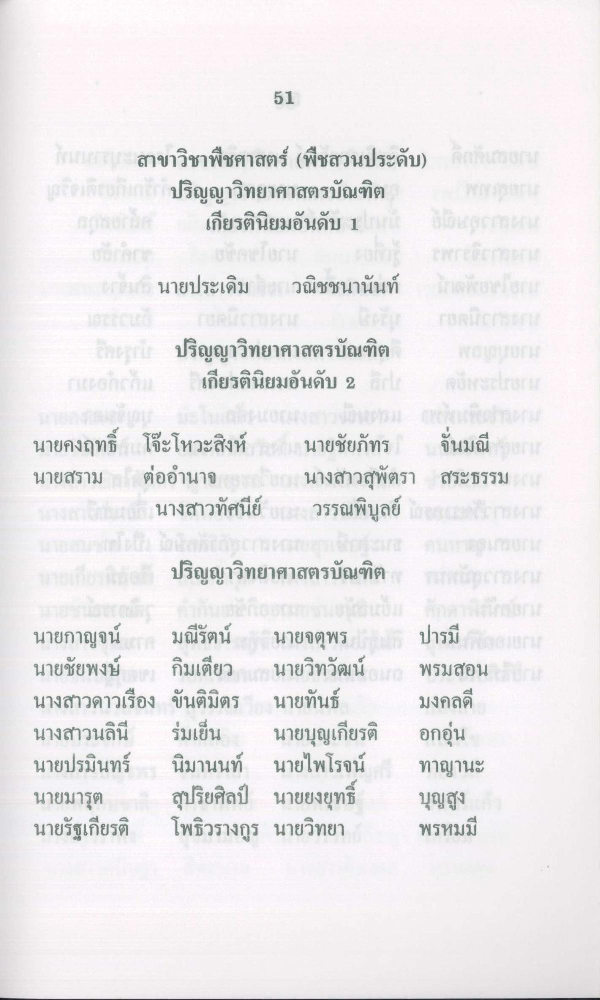 51
สาขาวิชาพืชศาสตร์ (พืชสวนประดับ)
ปริญญาวิทยาศาสตรบัณฑิต
เกียรตินิยมอันดับ 1
นายประเดิม วณิชชนานันท์
ปริญญาวิทยาศาสตรบัณฑิต
เกียรตินิยมอันดับ 2
นายคงฤทธิ์ โจ๊ะโหวะสิงห์ นายชัยภัทร จั่นมณี
นายสราม ต่ออำนาจ นางสาวสุพัตรา สระธรรม
นางสาวทัศนีย์ วรรณพิบูลย์
ปริญญาวิทยาศาสตรบัณฑิต
นายกาญจน์ มณีรัตน์ นายจตุพร ปารมี
นายชัยพงษ์ กิมเตียว นายวิทวัฒน์ พรมสอน
นางสาวดาวเรือง ขันติมิตร นายทันธ์ มงคลดี
นางสาวนลินี ร่มเย็น นายบุญเกียรติ อกอุ่น
นายปรมินทร์ นิมานนท์ นายไพโรจน์ ทาญานะ
นายมารุต สุปริยศิลป์ นายยงยุทธิ์ บุญสูง
นายรัฐเกียรติ โพธิวรางกูร นายวิทยา พรหมมี